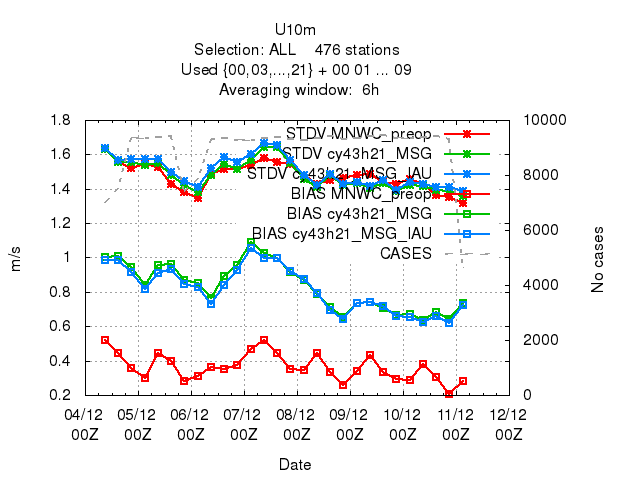 U10m
Selection: ALL 476 stations
Used {00,03,...,21} + 00 01 ... 09
Averaging window: 6h
1.8
1.6
1.4
1.2
1
0.8
0.6
0.4
0.2
m/s
10000
8000
6000
4000
2000
0
No cases
STDV MNWC_preop
STDV cy43h21_MSG
STDV cy43h21_MSG_IAU
BIAS MNWC_preop
BIAS cy43h21_MSG
BIAS cy43h21_MSG_IAU
CASES
04/12 05/12 06/12 07/12 08/12 09/12 10/12 11/12 12/12
00Z 00Z 00Z 00Z 00Z 00Z 00Z 00Z 00Z
Date